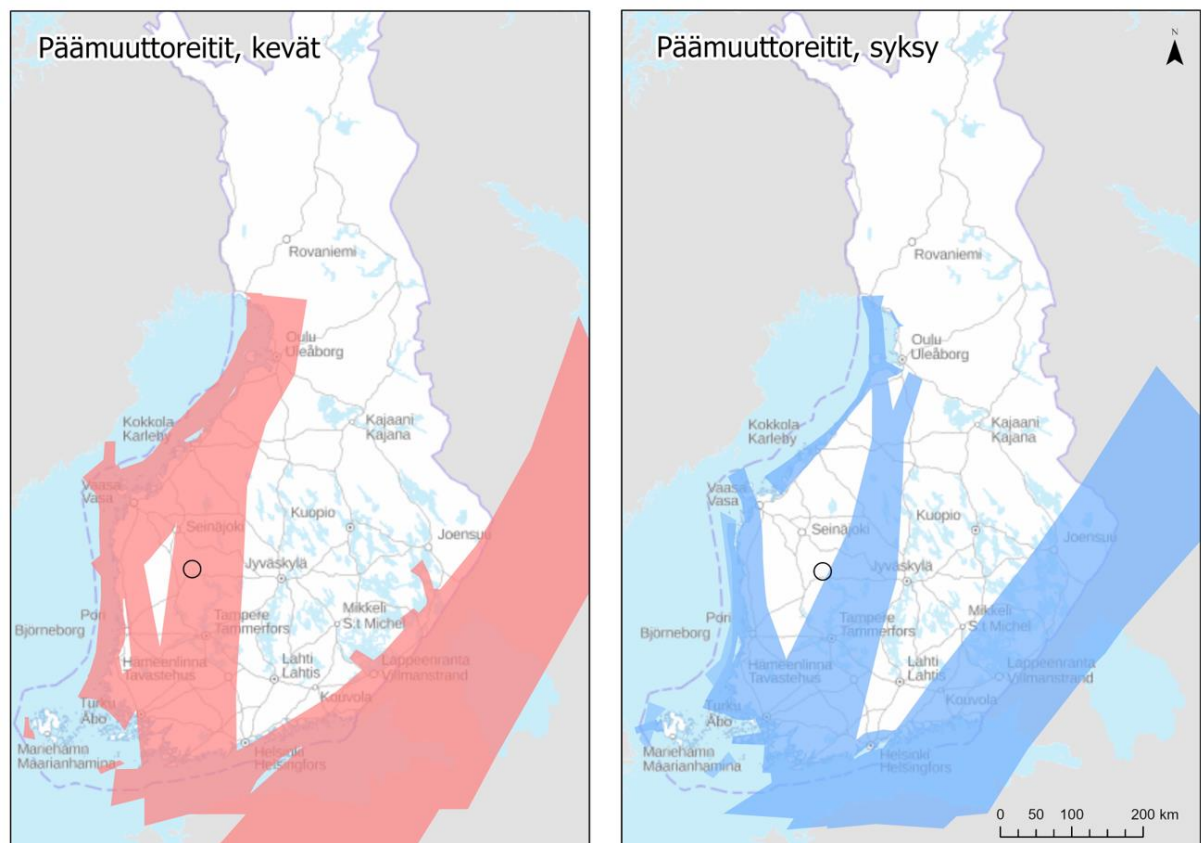 Päämuuttoreitit, kevät
Rovaniemi
Oulu
Uleåborg
Kokkola
Karleby
Kajaani
Kajana
Vaasa
Vasa
Seinäjoki
Kuopio
Joensuu
Jyväskylä
Pori
Björneborg
Tampere
Tammerfors
Mikkeli
S:t Michel
Hämeenlinna
Tavastehus
Lahti
Lahtis
Lappeenranta
Villmanstrand
Kouvola
Turku
Åbo
Helsinki
Helsingfors
Mariehamn
Maarianhamina
Päämuuttoreitit, syksy
N
Rovaniemi
Oulu
Uleåborg
Kokkola
Karleby
Kajaani
Kajana
Vaasa
Vasa
Seinäjoki
Kuopio
Joensuu
Jyväskylä
Pori
Björneborg
Tampere
Tammerfors
Mikkeli
S:t Michel
Hämeenlinna
Tavastehus
Lahti
Lahtis
Lappeenranta
Villmanstrand
Kouvola
Turku
Åbo
Helsinki
Helsingfors
Mariehamn
Maarianhamina
0 50 100 200 km